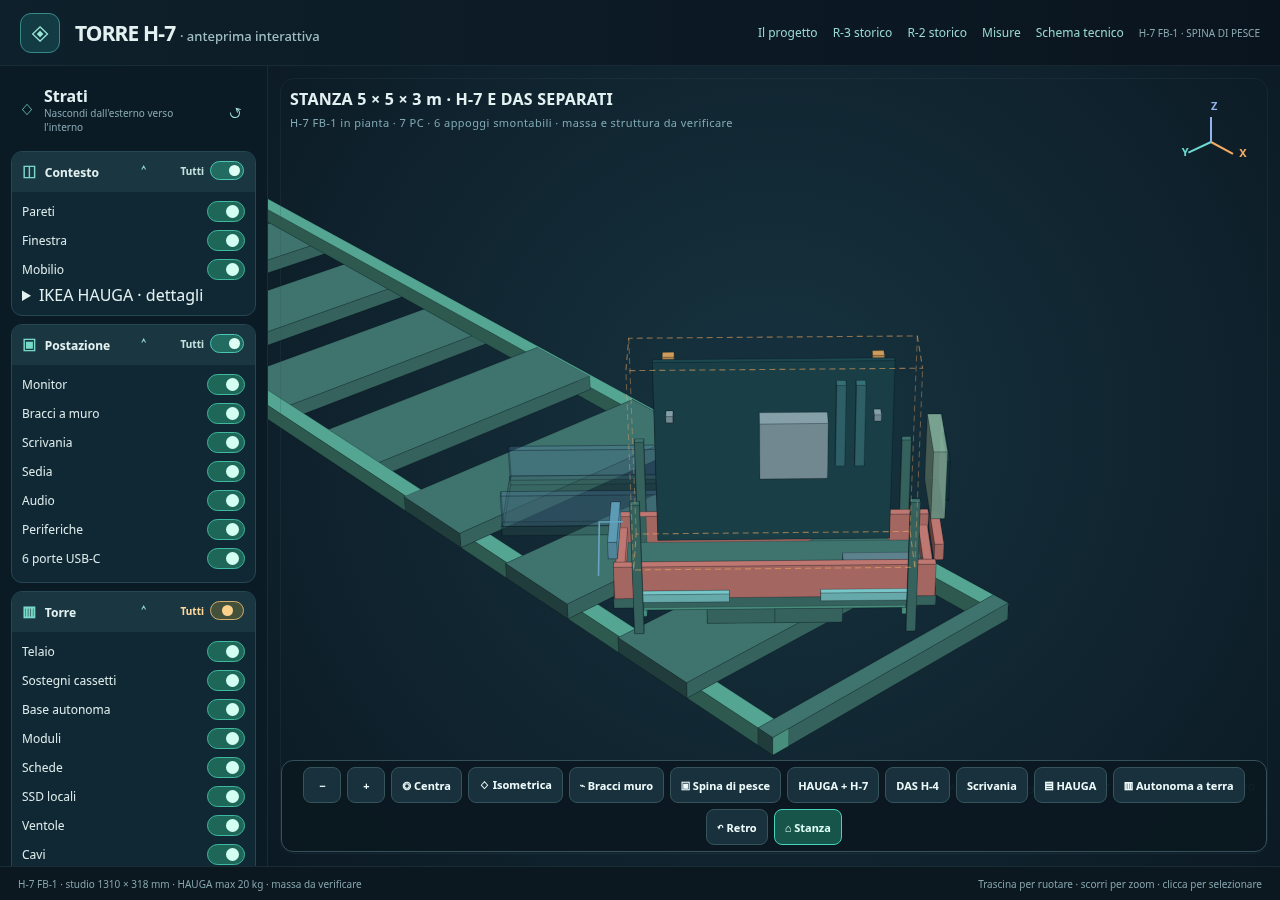 TORRE H-7 · anteprima interattiva
Il progetto
R-3 storico
R-2 storico
Misure
Schema tecnico
H-7 FB-1 · SPINA DI PESCE
Strati
Nascondi dall'esterno verso
l'interno
Contesto
Tutti
Pareti
Finestra
Mobilio
IKEA HAUGA · dettagli
Postazione
Tutti
Monitor
Bracci a muro
Scrivania
Sedia
Audio
Periferiche
6 porte USB-C
Torre
Tutti
Telaio
Sostegni cassetti
Base autonoma
Moduli
Schede
SSD locali
Ventole
Cavi
STANZA 5 × 5 × 3 m · H-7 E DAS SEPARATI
H-7 FB-1 in pianta · 7 PC · 6 appoggi smontabili · massa e struttura da verificare
Z
Y
X
−
+
Centra
Isometrica
Bracci muro
Spina di pesce
HAUGA + H-7
DAS H-4
Scrivania
HAUGA
Autonoma a terra
Retro
Stanza
H-7 FB-1 · studio 1310 × 318 mm · HAUGA max 20 kg · massa da verificare
Trascina per ruotare · scorri per zoom · clicca per selezionare